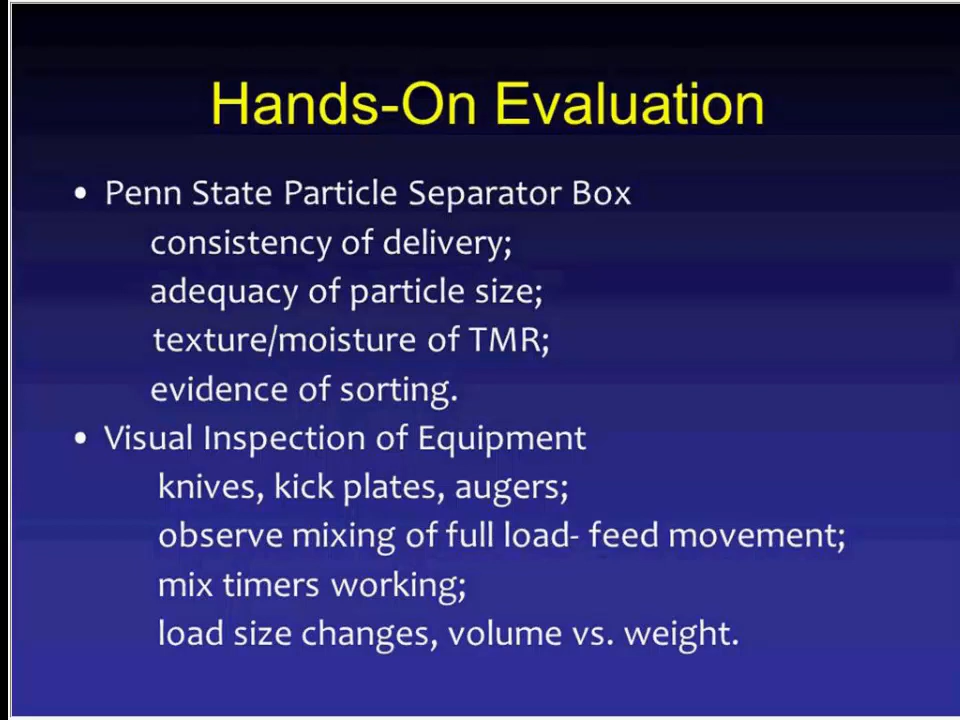 Hands-On Evaluation
• Penn State Particle Separator Box
consistency of delivery;
adequacy of particle size;
texture/moisture of TMR;
evidence of sorting.
• Visual Inspection of Equipment
knives, kick plates, augers;
observe mixing of full load- feed movement;
mix timers working;
load size changes, volume vs. weight.